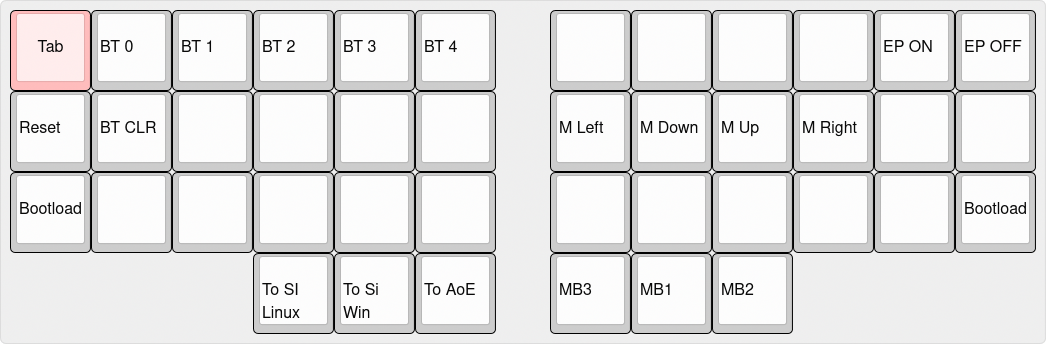 Tab
BT 0
BT 1
BT 2
BT 3
BT 4
EP ON
EP OFF
Reset
BT CLR
M Left
M Down
M Up
M Right
Bootload
Bootload
To SI
Linux
To Si
Win
To AoE
MB3
MB1
MB2